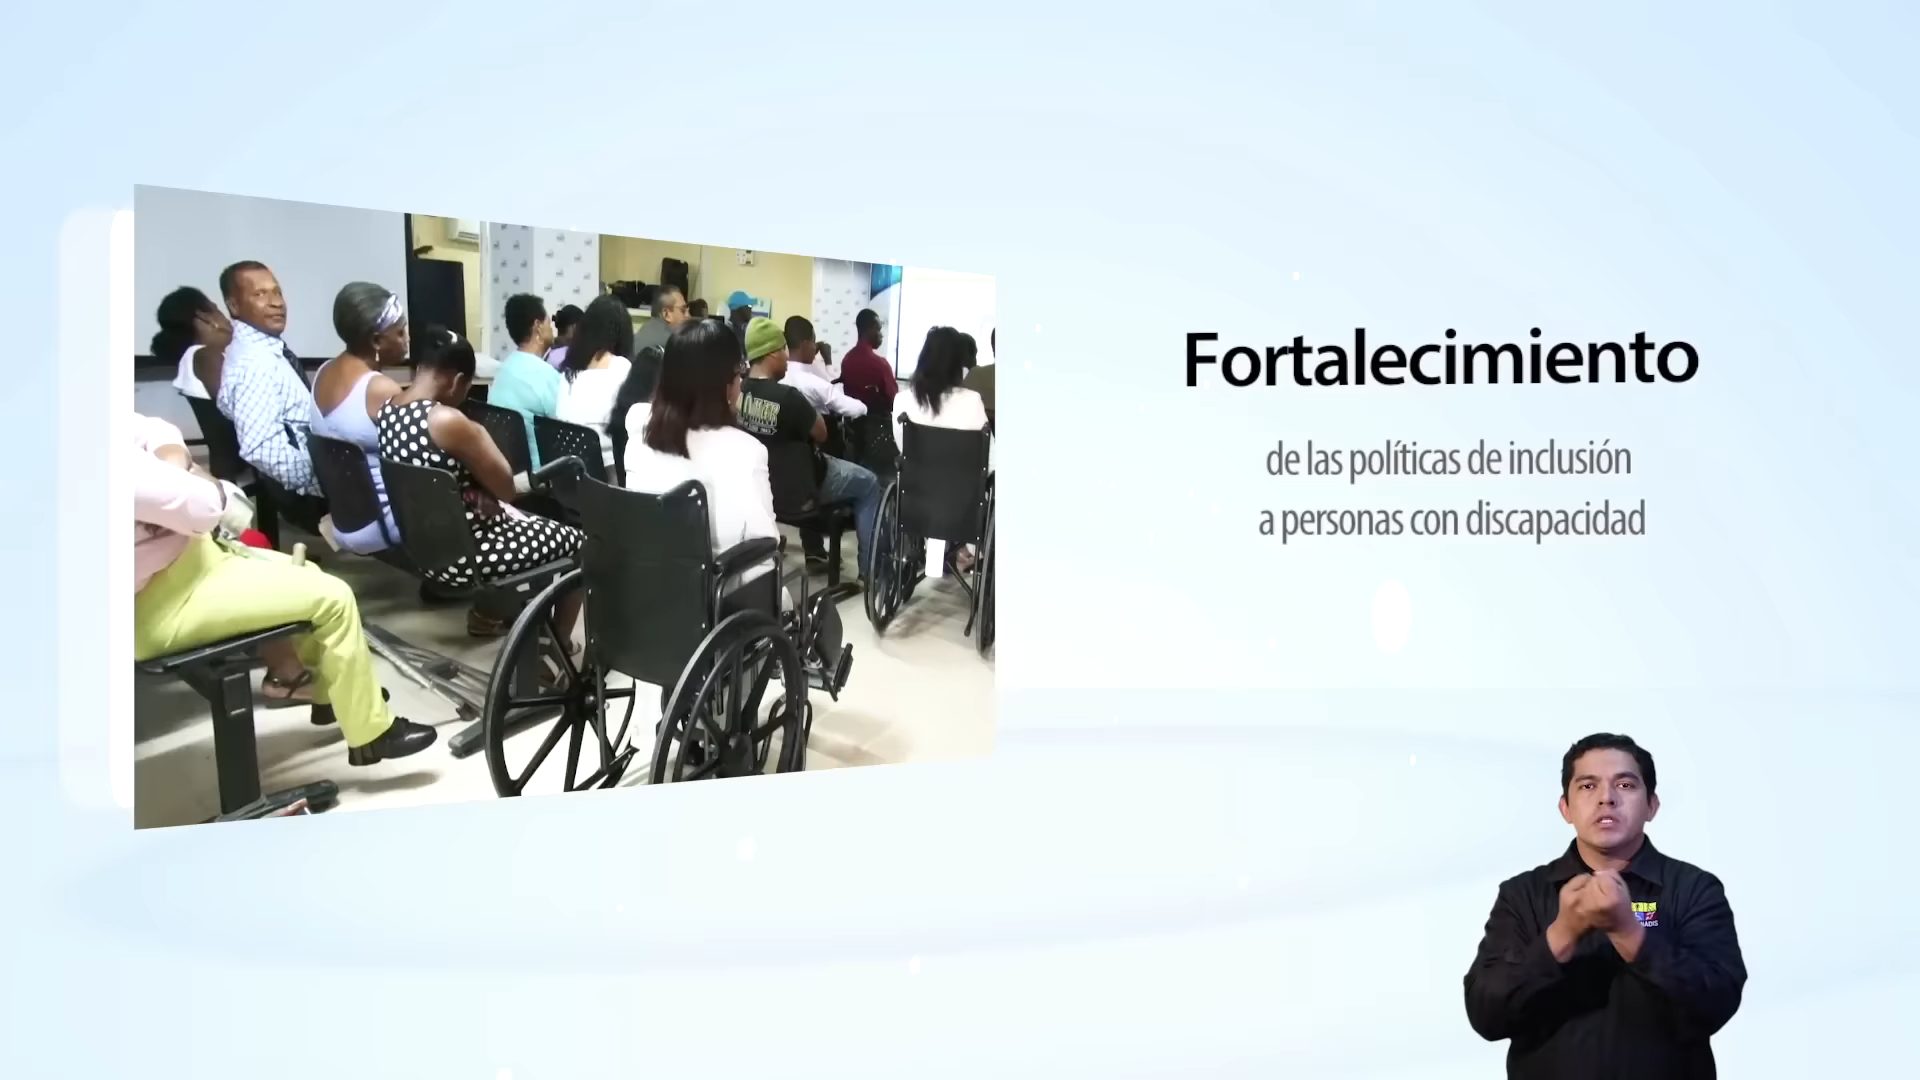 Fortalecimiento
de las políticas de inclusión
a personas con discapacidad